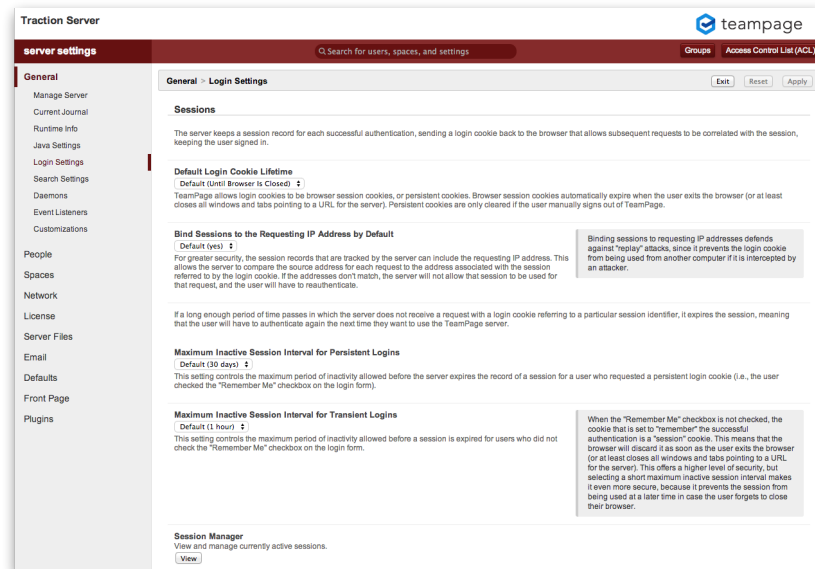 Traction Server
teampage
server settings
Search for users, spaces, and settings
Groups
Access Control List (ACL)
General
Manage Server
Current Journal
Runtime Info
Java Settings
Login Settings
Search Settings
Daemons
Event Listeners
Customizations
People
Spaces
Network
License
Server Files
Email
Defaults
Front Page
Plugins
General > Login Settings
Exit
Reset
Apply
Sessions
The server keeps a session record for each successful authentication, sending a login cookie back to the browser that allows subsequent requests to be correlated with the session,
keeping the user signed in.
Default Login Cookie Lifetime
Default (Until Browser Is Closed)
TeamPage allows login cookies to be browser session cookies, or persistent cookies. Browser session cookies automatically expire when the user exits the browser (or at least
closes all windows and tabs pointing to a URL for the server). Persistent cookies are only cleared if the user manually signs out of TeamPage.
Bind Sessions to the Requesting IP Address by Default
Default (yes)
For greater security, the session records that are tracked by the server can include the requesting IP address. This
allows the server to compare the source address for each request to the address associated with the session
referred to by the login cookie. If the addresses don't match, the server will not allow that session to be used for
that request, and the user will have to reauthenticate.
Binding sessions to requesting IP addresses defends
against "replay" attacks, since it prevents the login cookie
from being used from another computer if it is intercepted by
an attacker.
If a long enough period of time passes in which the server does not receive a request with a login cookie referring to a particular session identifier, it expires the session, meaning
that the user will have to authenticate again the next time they want to use the TeamPage server.
Maximum Inactive Session Interval for Persistent Logins
Default (30 days)
This setting controls the maximum period of inactivity allowed before the server expires the record of a session for a user who requested a persistent login cookie (i.e., the user
checked the "Remember Me" checkbox on the login form).
Maximum Inactive Session Interval for Transient Logins
Default (1 hour)
This setting controls the maximum period of inactivity allowed before a session is expired for users who did not
check the "Remember Me" checkbox on the login form.
When the "Remember Me" checkbox is not checked, the
cookie that is set to "remember" the successful
authentication is a "session" cookie. This means that the
browser will discard it as soon as the user exits the browser
(or at least closes all windows and tabs pointing to a URL
for the server). This offers a higher level of security, but
selecting a short maximum inactive session interval makes
it even more secure, because it prevents the session from
being used at a later time in case the user forgets to close
their browser.
Session Manager
View and manage currently active sessions.
View